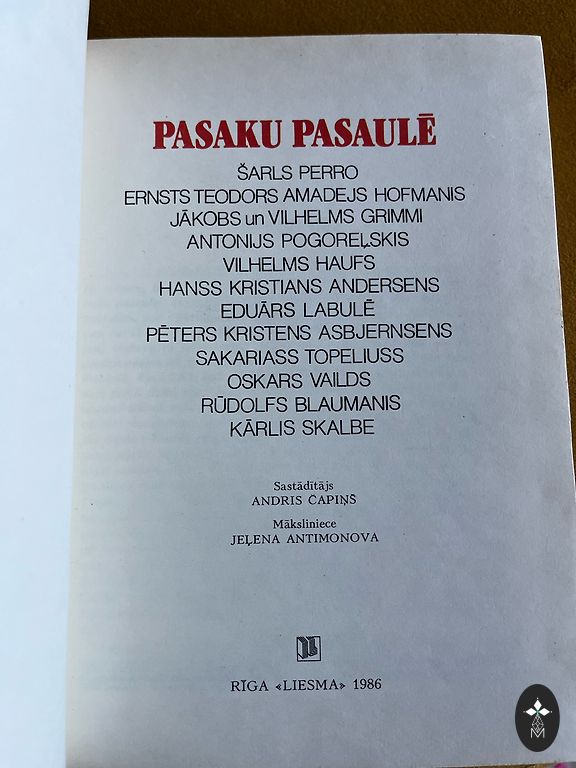 PASAKU PASAULĒ
ŠARLS PERRO
ERNSTS TEODORS AMADEJS HOFMANIS
JĀKOBS un VILHELMS GRIMMI
ANTONIJS POGOREĻSKIS
VILHELMS HAUFS
HANSS KRISTIANS ANDERSENS
EDUĀRS LABULĒ
PĒTERS KRISTENS ASBJERNSENS
SAKARIASS TOPELIUSS
OSKARS VAILDS
RŪDOLFS BLAUMANIS
KĀRLIS SKALBE
Sastādītājs
ANDRIS CAPIŅŠ
Māksliniece
JEĻENA ANTIMONOVA
RĪGA «LIESMA» 1986
M